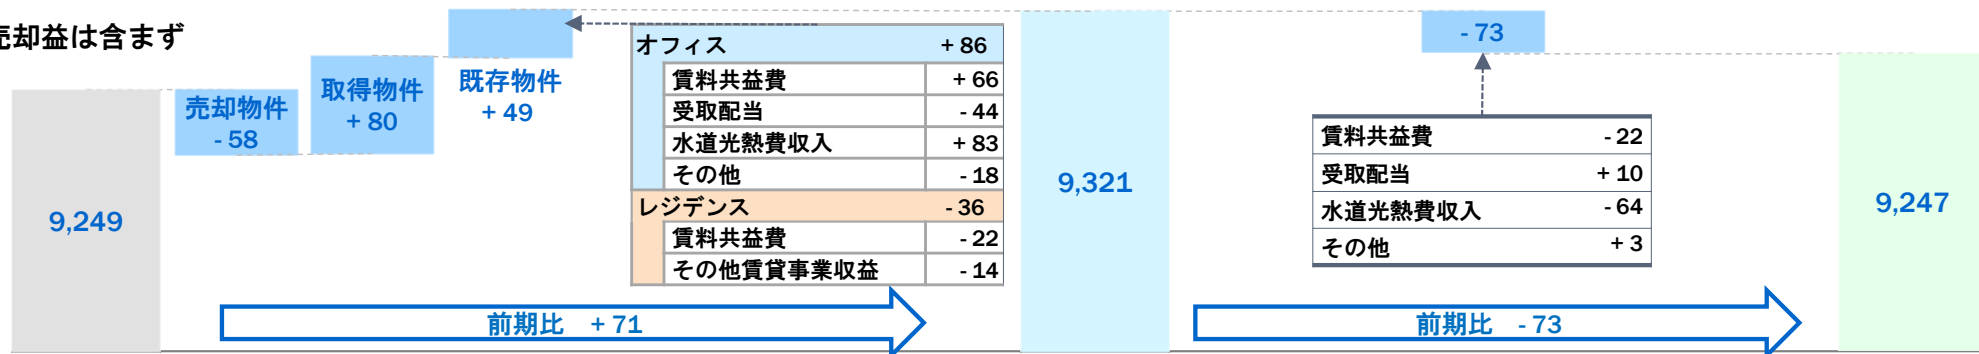 売却益は含まず
9,249
売却物件
- 58
取得物件
+ 80
既存物件
+ 49
オフィス + 86
賃料共益費 + 66
受取配当 - 44
水道光熱費収入 + 83
その他 - 18
レジデンス - 36
賃料共益費 - 22
その他賃貸事業収益 - 14
前期比 + 71
9,321
- 73
賃料共益費 - 22
受取配当 + 10
水道光熱費収入 - 64
その他 + 3
前期比 - 73
9,247